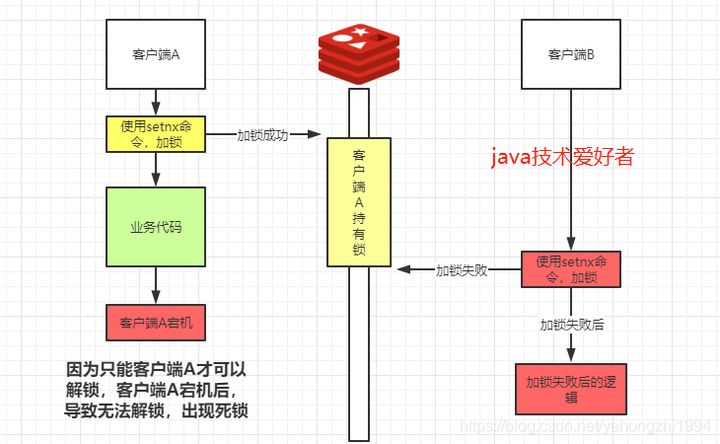 客户端A
客户端B
使用setnx命
令，加锁
加锁成功
客
户
端
A
持
有
锁
java技术爱好者
业务代码
加锁失败
使用setnx命
令，加锁
客户端A宕机
加锁失败后
因为只能客户端A才可以
解锁，客户端A宕机后，
导致无法解锁，出现死锁
加锁失败后的逻
辑
https://blog.csdn.net/yehongzhi1994